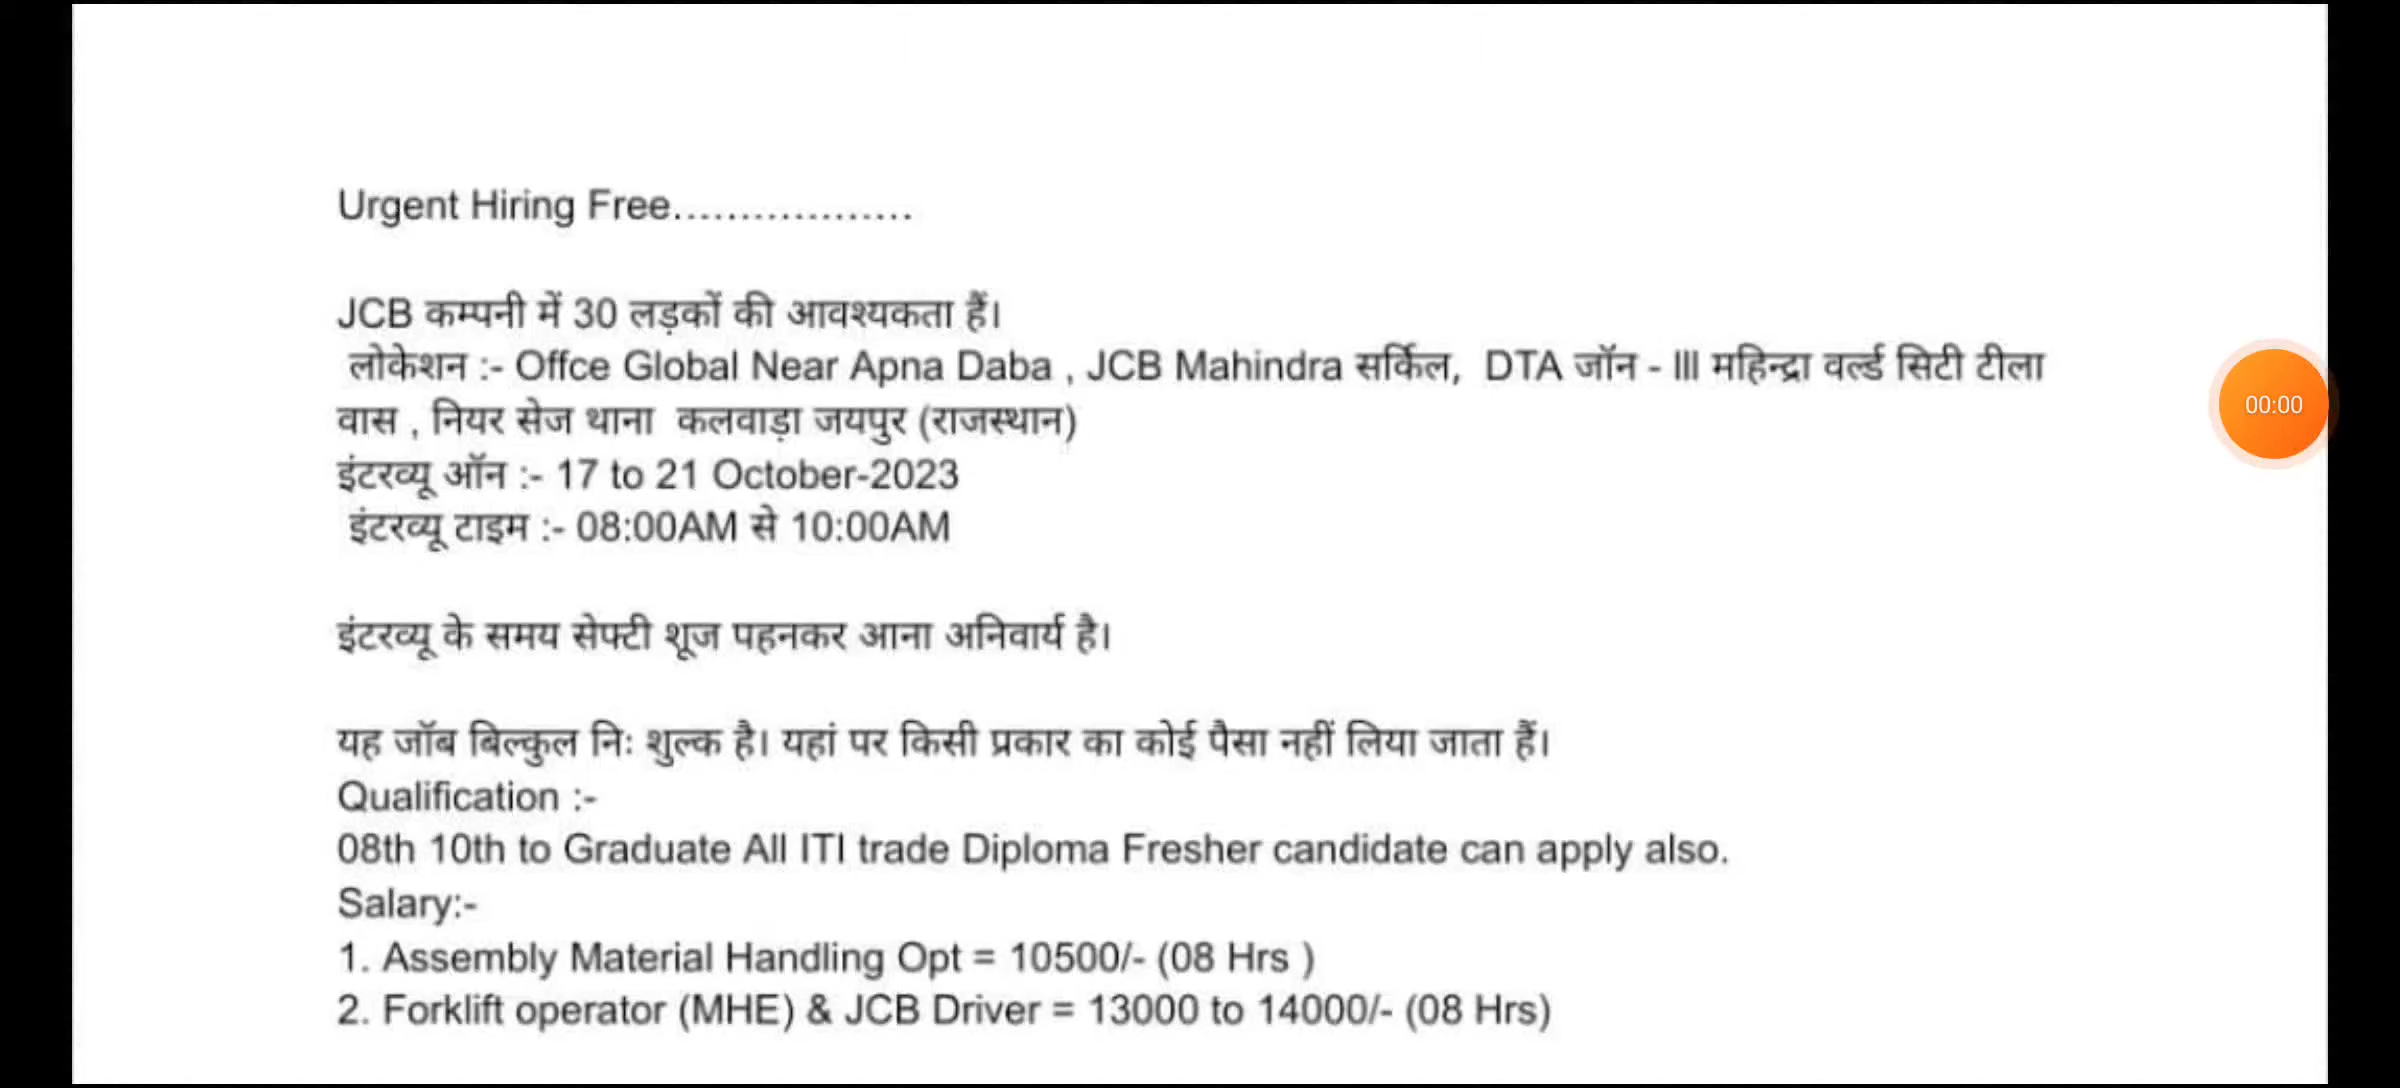 Urgent Hiring Free..................
JCB कम्पनी में 30 लड़कों की आवश्यकता हैं।
लोकेशन :- Offce Global Near Apna Daba , JCB Mahindra सर्किल, DTA जॉन - III महिन्द्रा वर्ल्ड सिटी टीला
वास , नियर सेज थाना कलवाड़ा जयपुर (राजस्थान)
00:00
इंटरव्यू ऑन :- 17 to 21 October-2023
इंटरव्यू टाइम :- 08:00AM से 10:00AM
इंटरव्यू के समय सेफ्टी शूज पहनकर आना अनिवार्य है।
यह जॉब बिल्कुल निः शुल्क है। यहां पर किसी प्रकार का कोई पैसा नहीं लिया जाता हैं।
Qualification :-
08th 10th to Graduate All ITI trade Diploma Fresher candidate can apply also.
Salary:-
1. Assembly Material Handling Opt = 10500/- (08 Hrs )
2. Forklift operator (MHE) & JCB Driver = 13000 to 14000/- (08 Hrs)